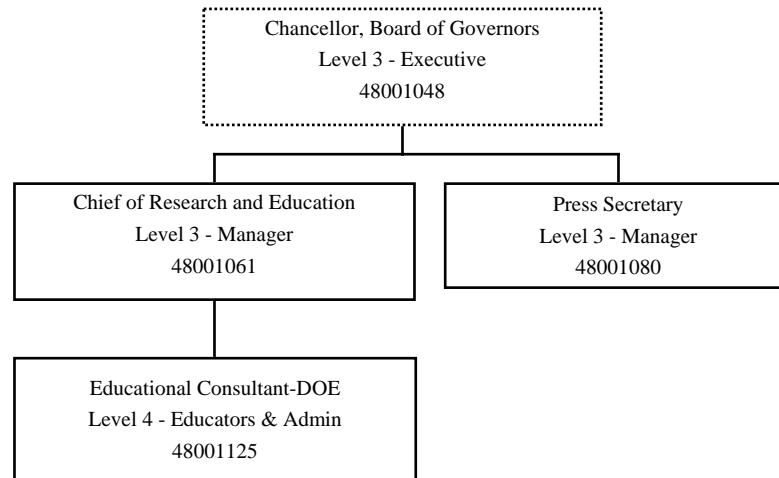 Chancellor, Board of Governors
Level 3 - Executive
48001048
Chief of Research and Education
Level 3 - Manager
48001061
Press Secretary
Level 3 - Manager
48001080
Educational Consultant-DOE
Level 4 - Educators & Admin
48001125